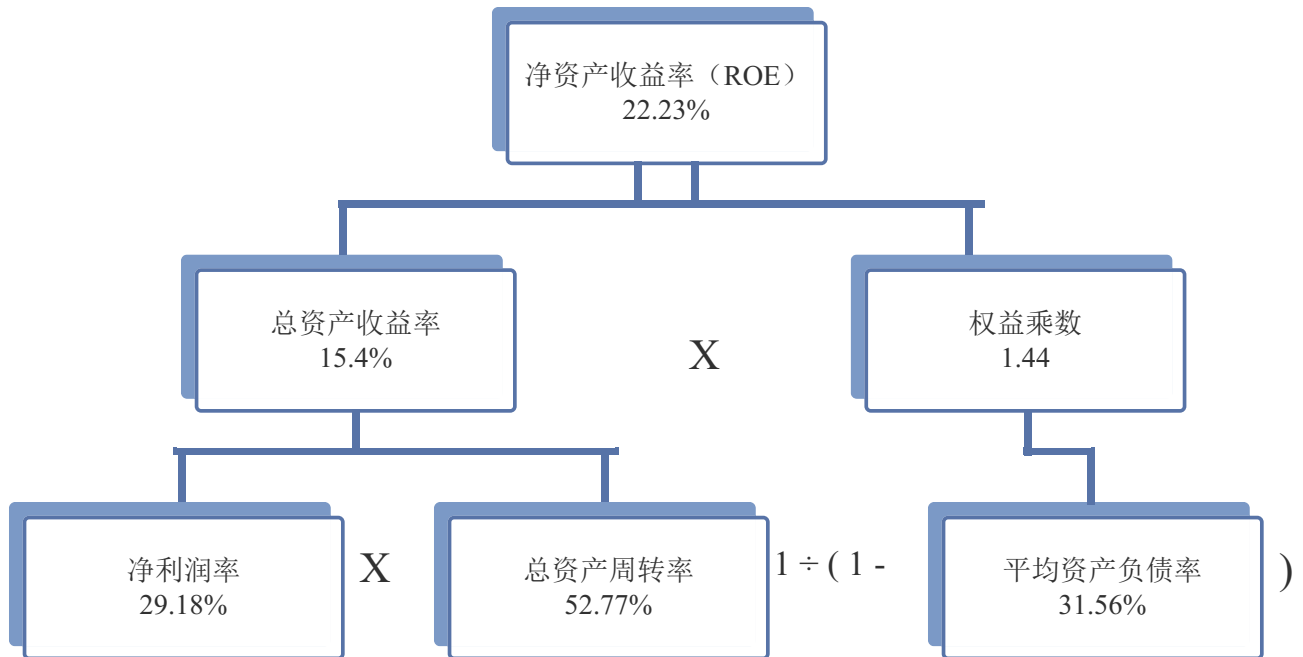 净资产收益率（ROE）
22.23%
总资产收益率
15.4%
X
权益乘数
1.44
净利润率
29.18%
X
总资产周转率
52.77%
1 ÷ ( 1 -
平均资产负债率
31.56%
)